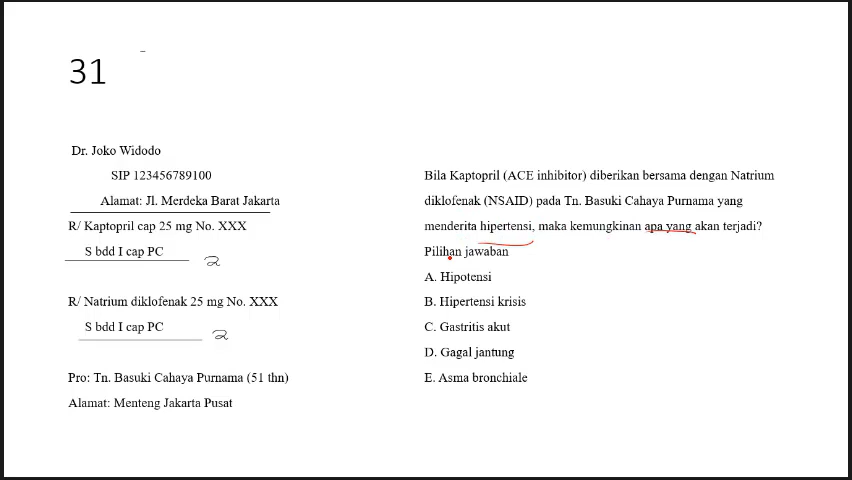 31
Dr. Joko Widodo
SIP 123456789100
Alamat: Jl. Merdeka Barat Jakarta
R/ Kaptopril cap 25 mg No. XXX
S bdd I cap PC
R/ Natrium diklofenak 25 mg No. XXX
S bdd I cap PC
Pro: Tn. Basuki Cahaya Purnama (51 thn)
Alamat: Menteng Jakarta Pusat
Bila Kaptopril (ACE inhibitor) diberikan bersama dengan Natrium
diklofenak (NSAID) pada Tn. Basuki Cahaya Purnama yang
menderita hipertensi, maka kemungkinan apa yang akan terjadi?
Pilihan jawaban
A. Hipotensi
B. Hipertensi krisis
C. Gastritis akut
D. Gagal jantung
E. Asma bronchiale